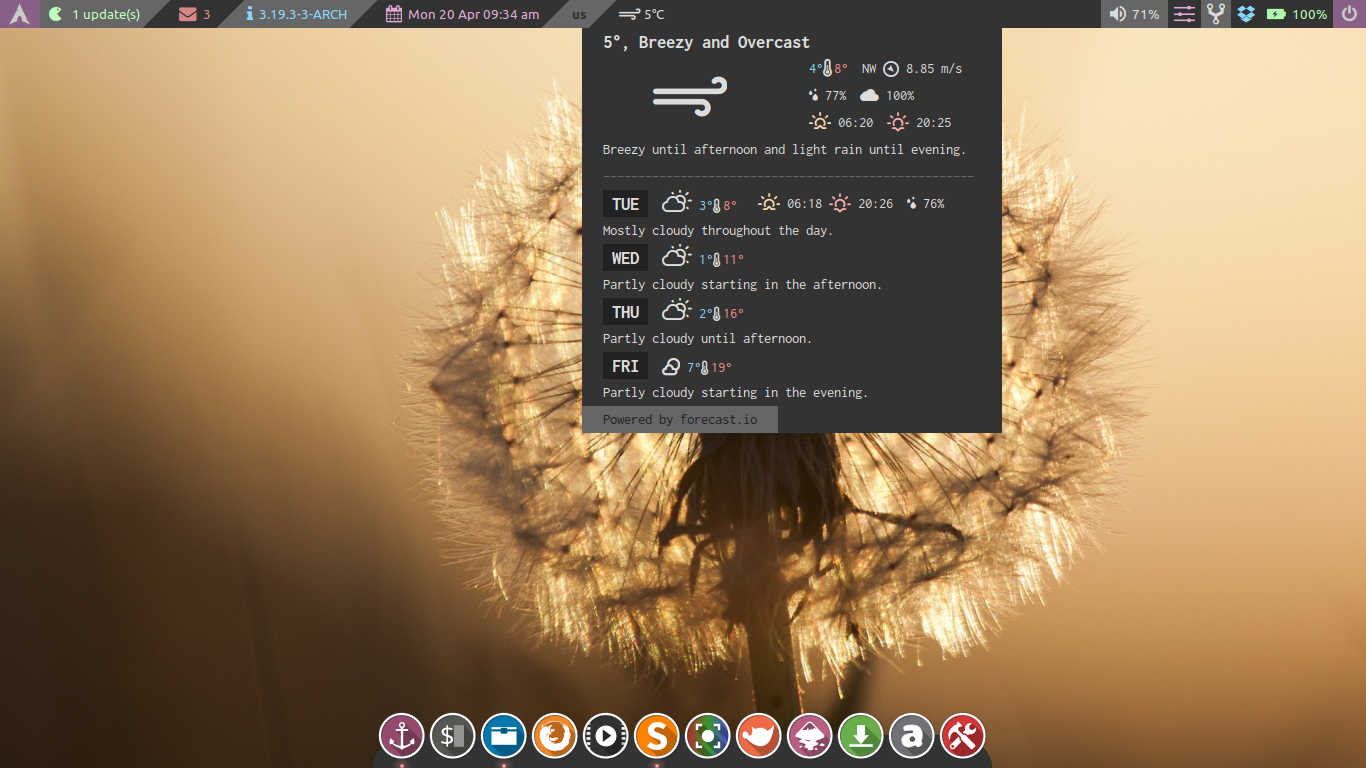 1 update(s) 3 3.19.3-3-ARCH Mon 20 Apr 09:34 am us 5°C 71% 100%
5°, Breezy and Overcast
4° 8° NW 8.85 m/s
77% 100%
06:20 20:25
Breezy until afternoon and light rain until evening.
TUE 3° 8° 06:18 20:26 76%
Mostly cloudy throughout the day.
WED 1° 11°
Partly cloudy starting in the afternoon.
THU 2° 16°
Partly cloudy until afternoon.
FRI 7° 19°
Partly cloudy starting in the evening.
Powered by forecast.io
$ S a